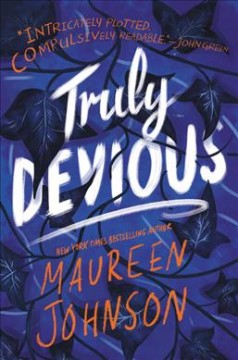 "INTRICATELY PLOTTED,
COMPULSIVELY READABLE."—JOHN GREEN
Truly
DEVIOUS
NEW YORK TIMES BESTSELLING AUTHOR
MAUREEN
JOHNSON